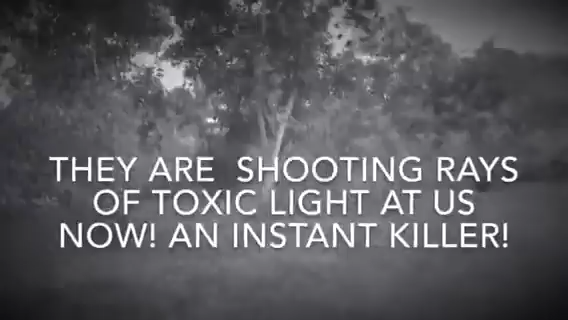 THEY ARE SHOOTING RAYS
OF TOXIC LIGHT AT US
NOW! AN INSTANT KILLER!